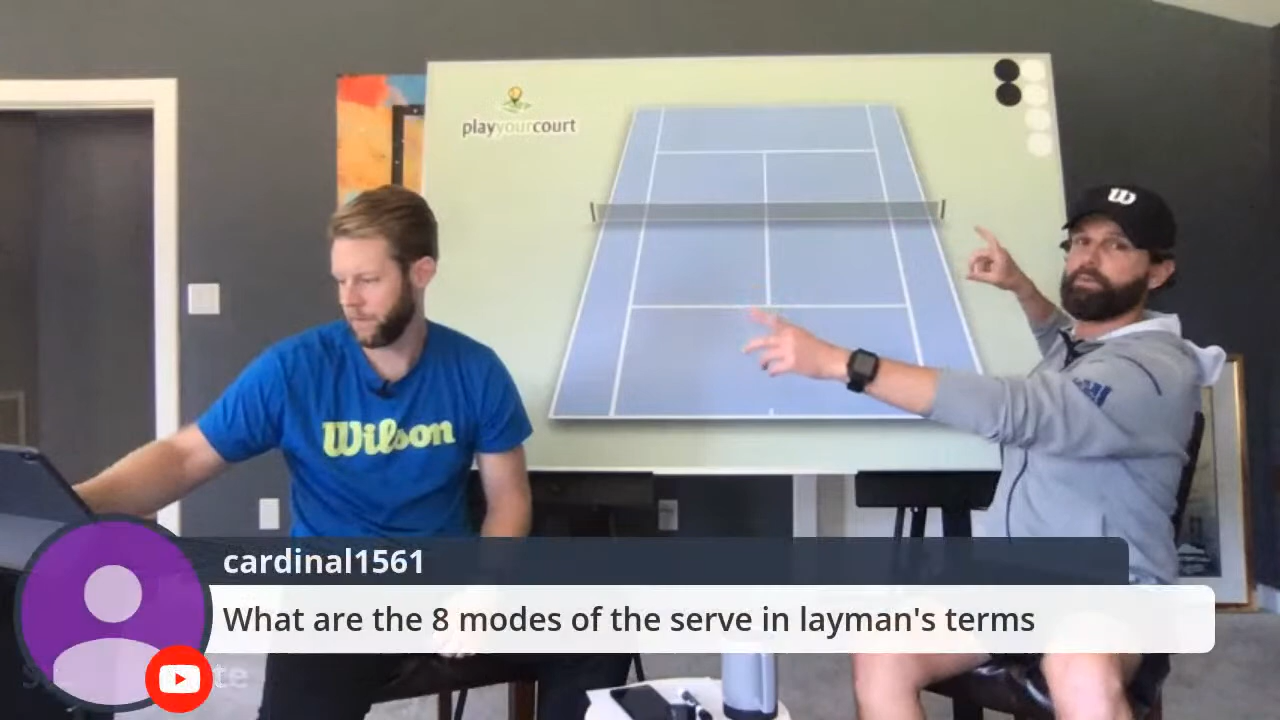 playyourcourt
W
Wilson
cardinal1561
What are the 8 modes of the serve in layman's terms